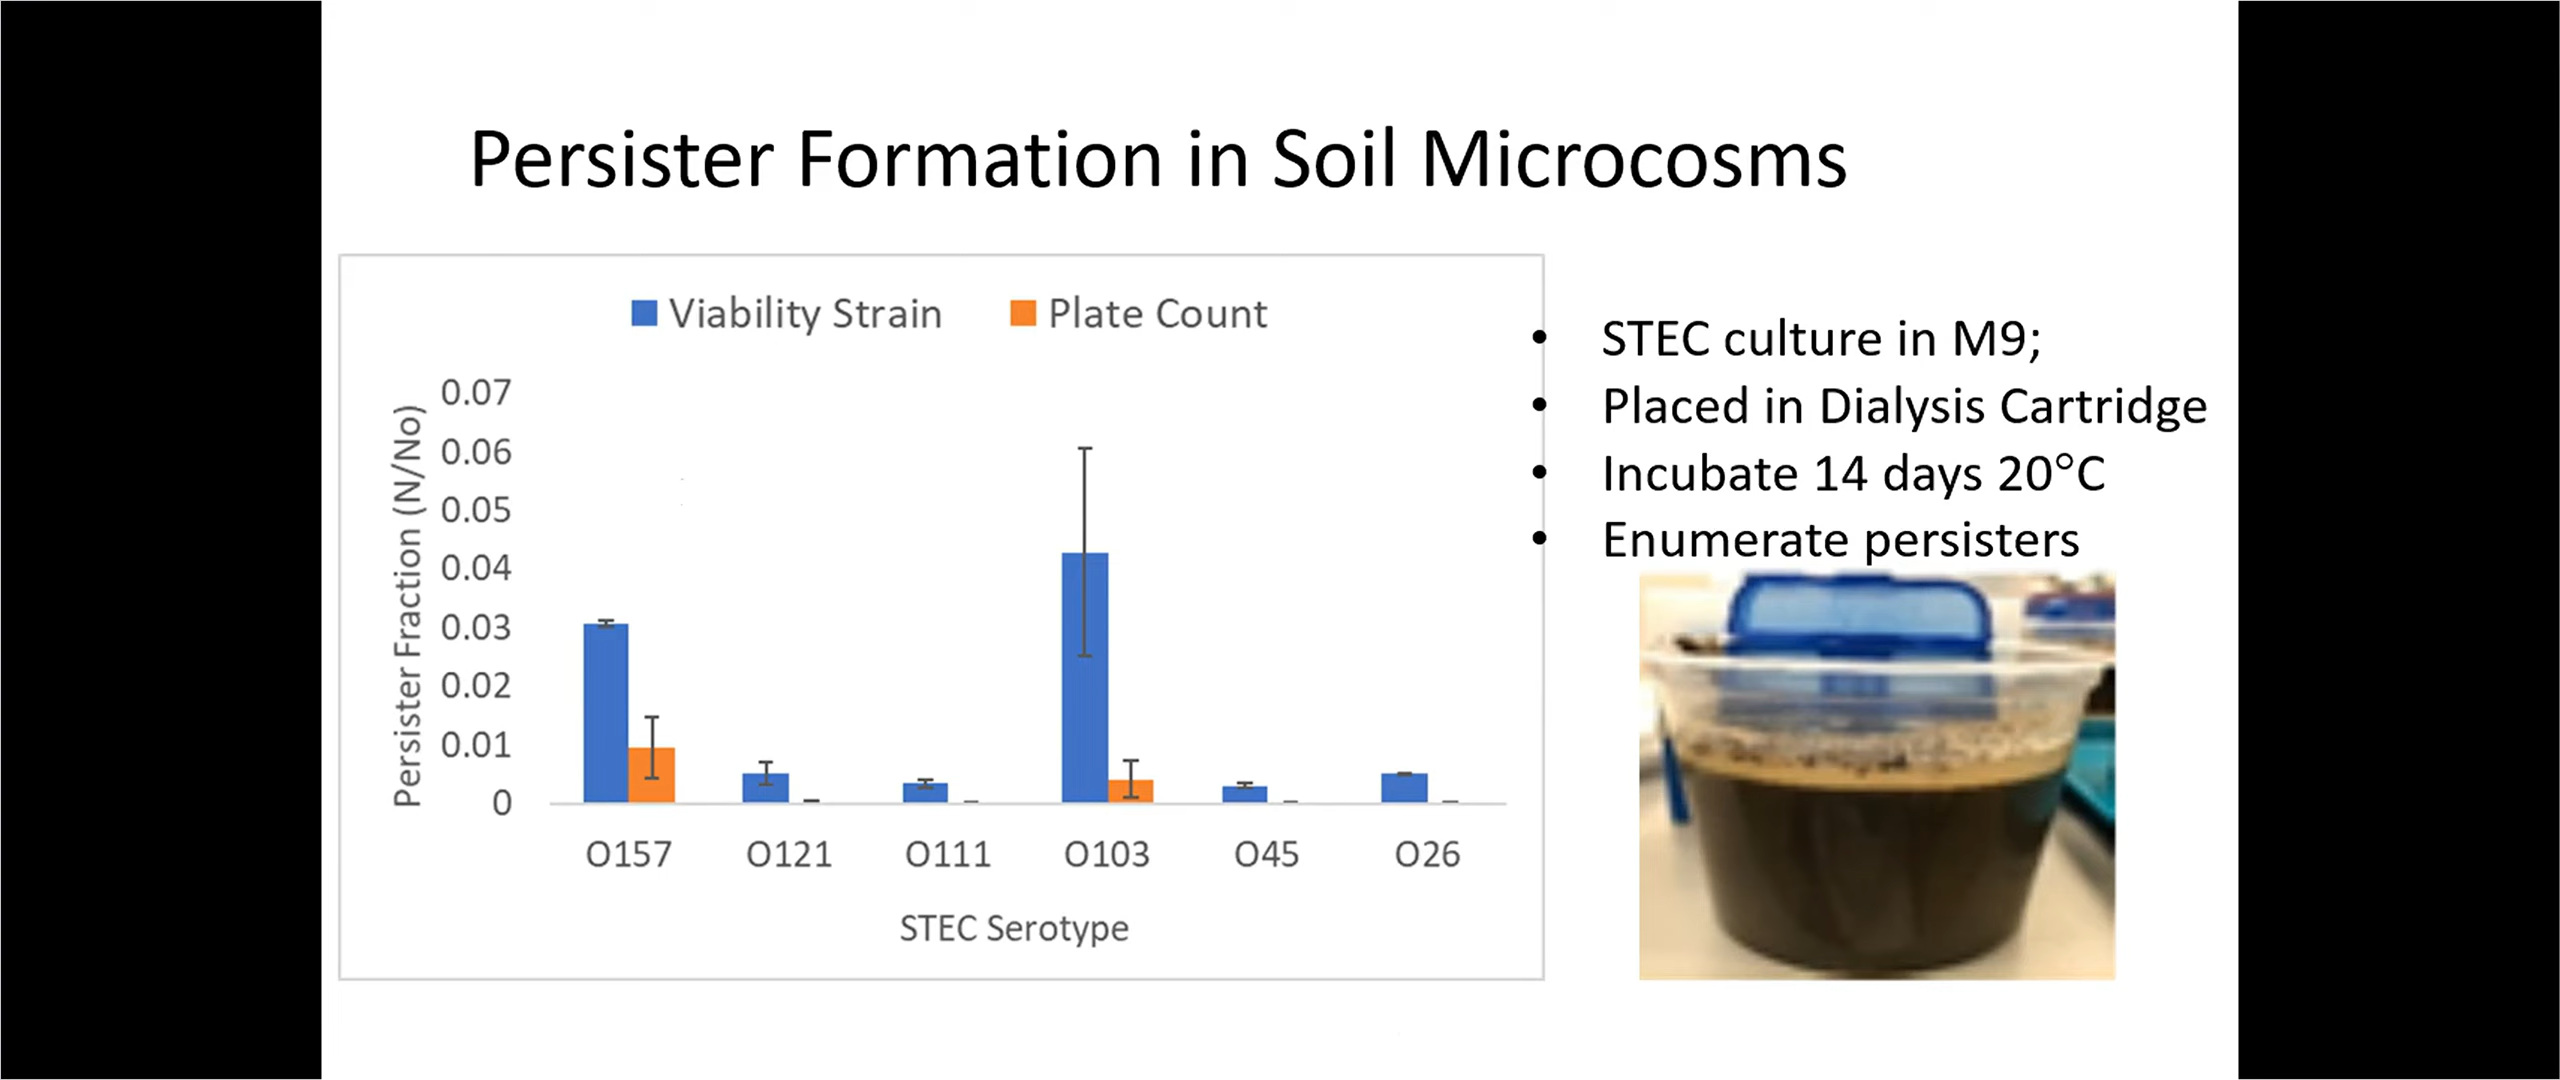 Persister Formation in Soil Microcosms
Viability Strain
Plate Count
Persister Fraction (N/No)
0.07
0.06
0.05
0.04
0.03
0.02
0.01
0
O157
O121
O111
O103
O45
O26
STEC Serotype
• STEC culture in M9;
• Placed in Dialysis Cartridge
• Incubate 14 days 20°C
• Enumerate persisters